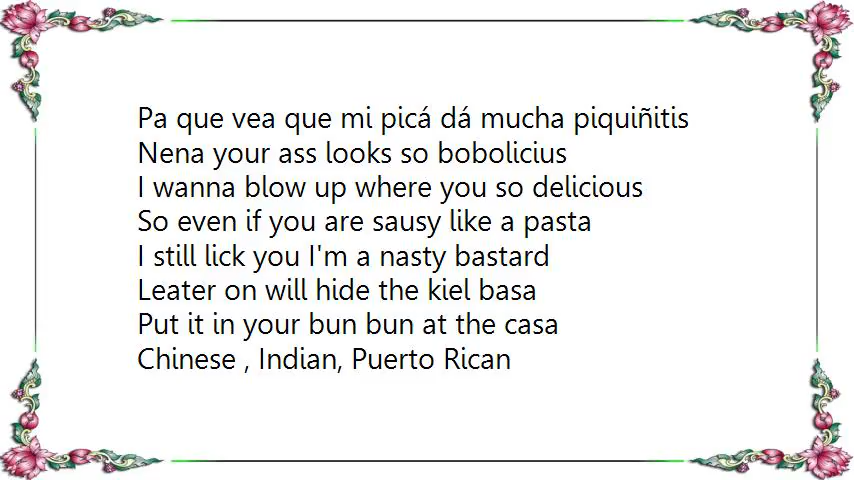 Pa que vea que mi picá dá mucha piquiñitis
Nena your ass looks so bobolicius
I wanna blow up where you so delicious
So even if you are sausy like a pasta
I still lick you I'm a nasty bastard
Leater on will hide the kiel basa
Put it in your bun bun at the casa
Chinese , Indian, Puerto Rican